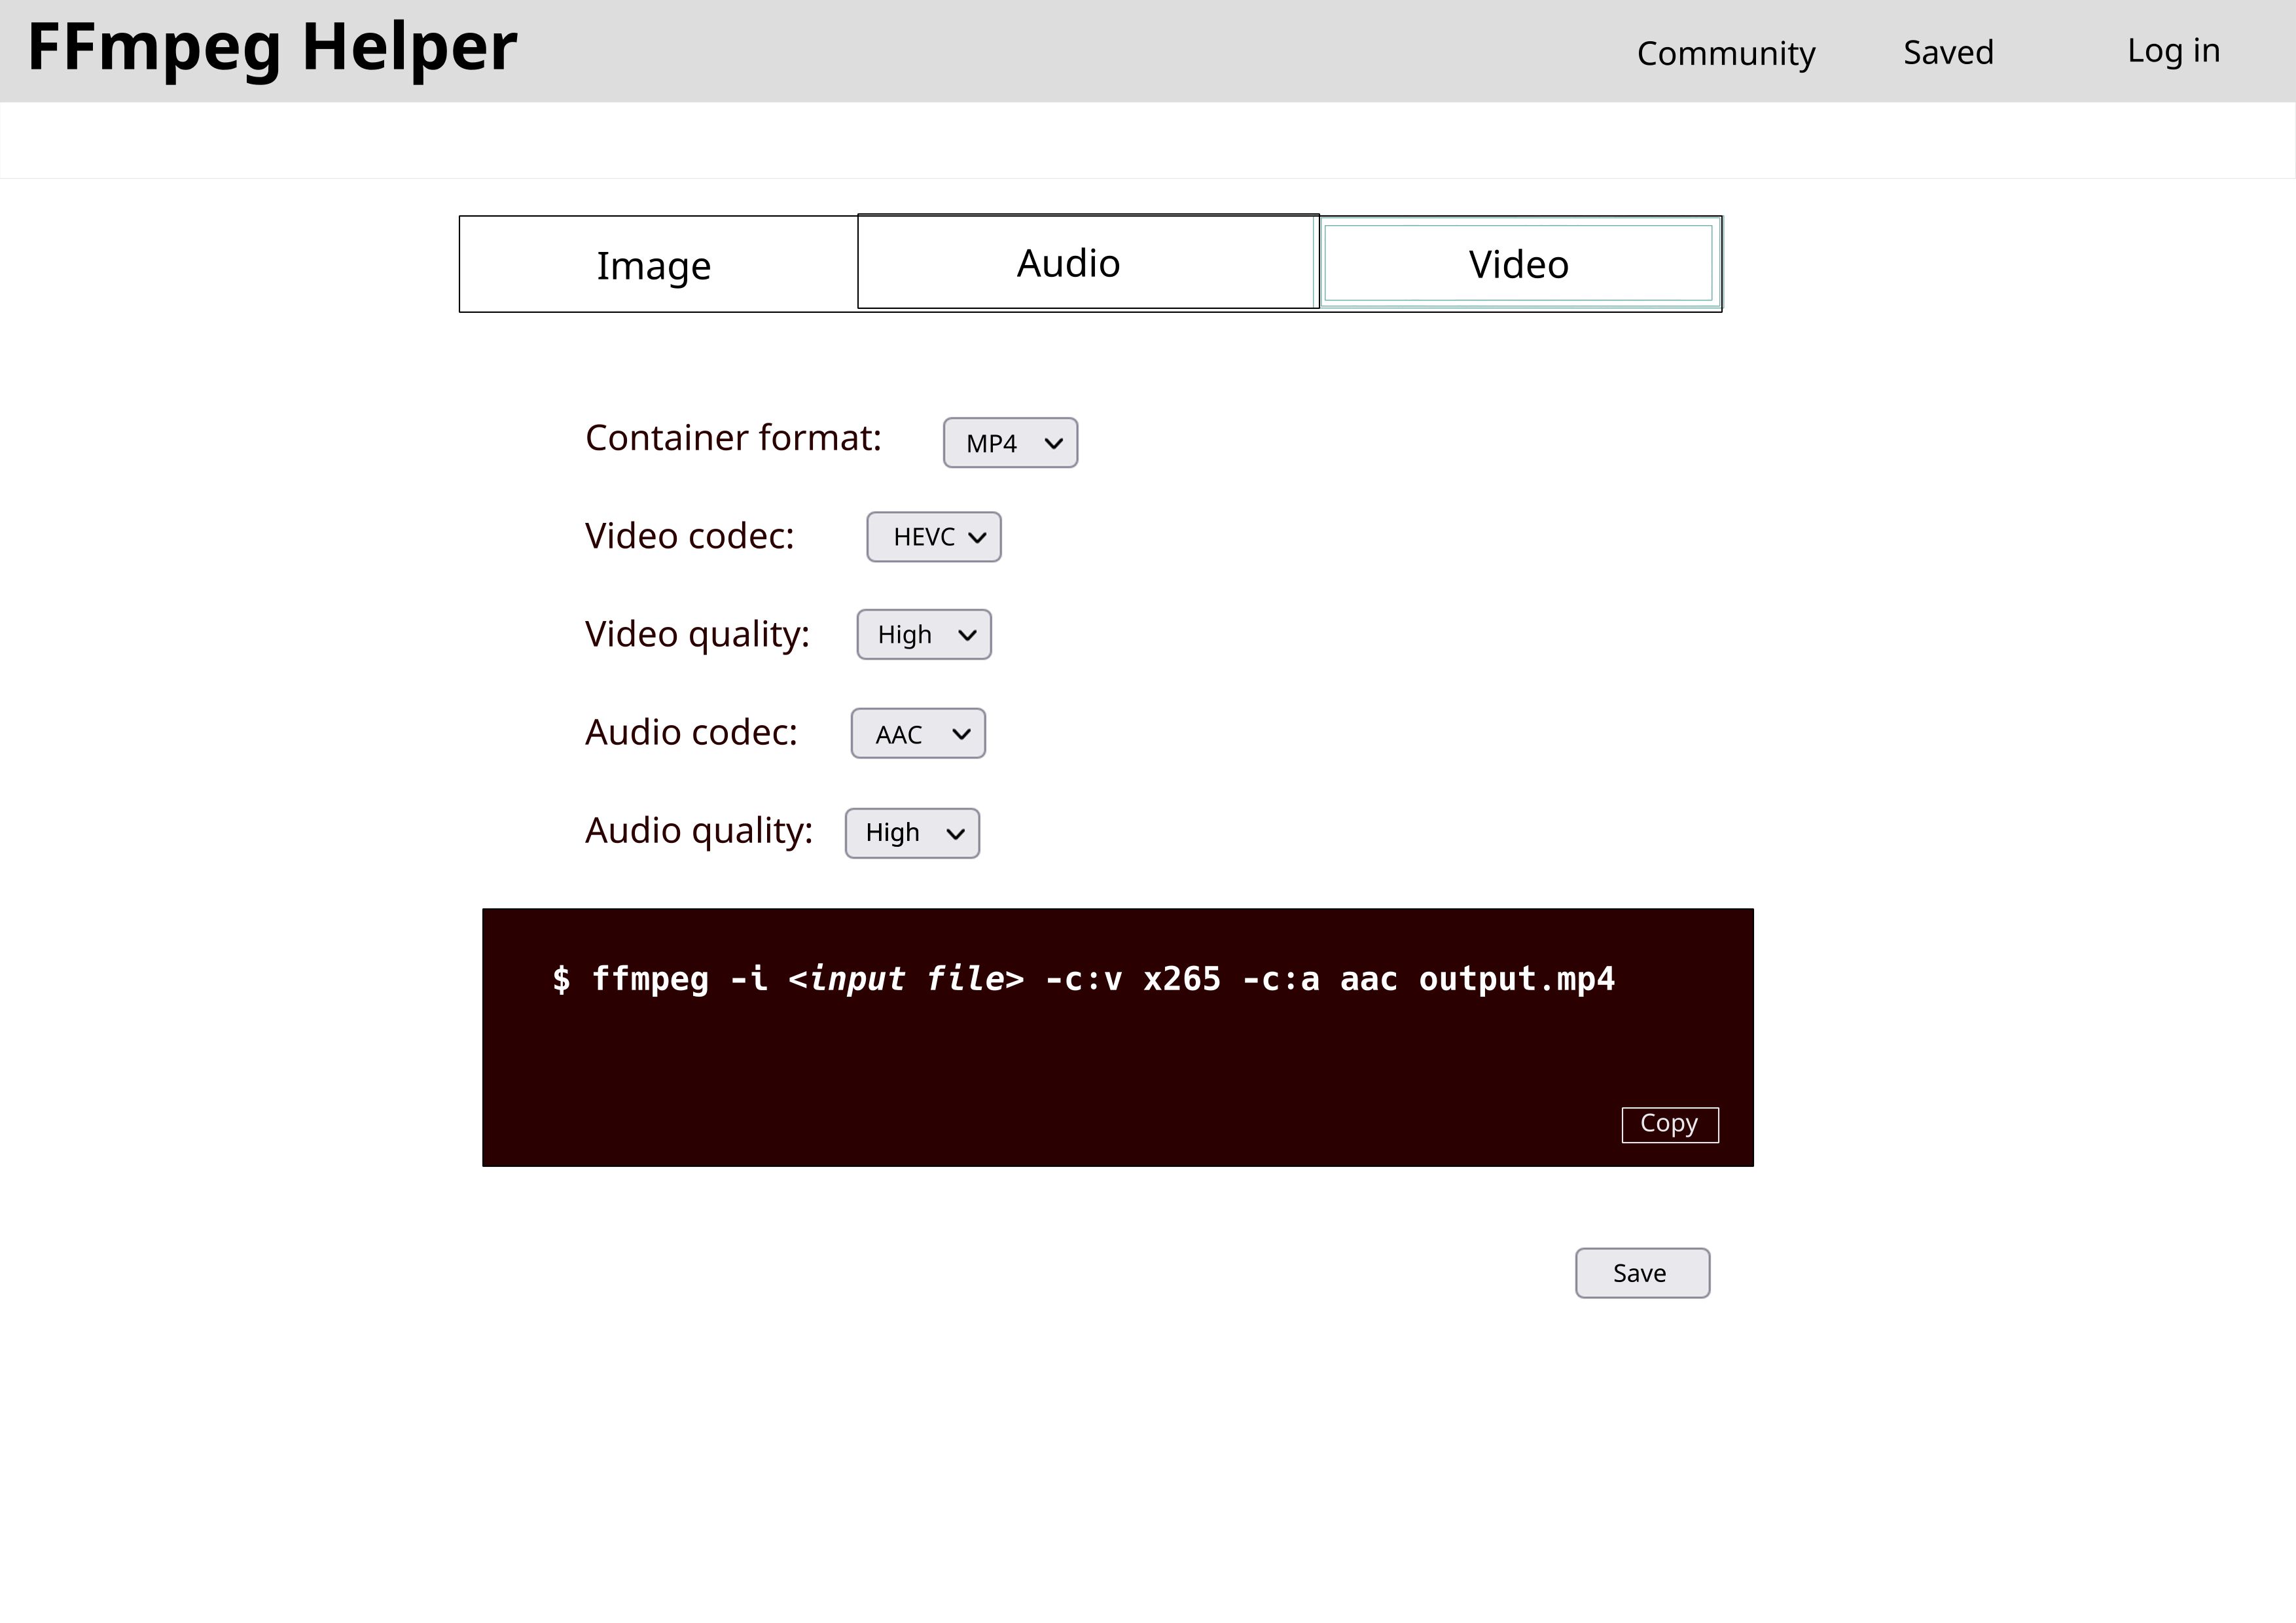 FFmpeg Helper
Community Saved Log in
Image Audio Video
Container format: MP4
Video codec: HEVC
Video quality: High
Audio codec: AAC
Audio quality: High
$ ffmpeg -i <input file> -c:v x265 -c:a aac output.mp4
Copy
Save